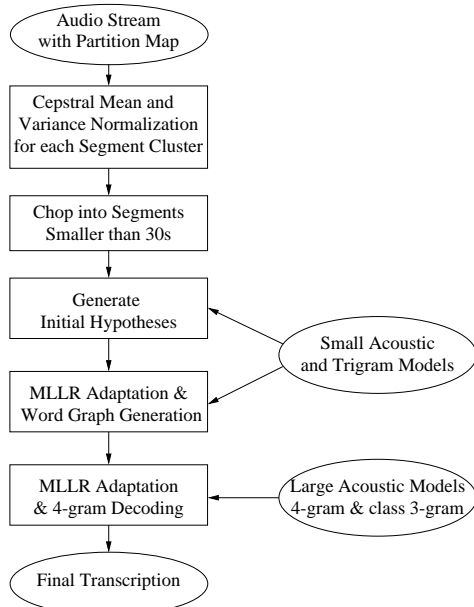 Audio Stream
with Partition Map
Cepstral Mean and
Variance Normalization
for each Segment Cluster
Chop into Segments
Smaller than 30s
Generate
Initial Hypotheses
Small Acoustic
and Trigram Models
MLLR Adaptation &
Word Graph Generation
MLLR Adaptation
& 4-gram Decoding
Large Acoustic Models
4-gram & class 3-gram
Final Transcription